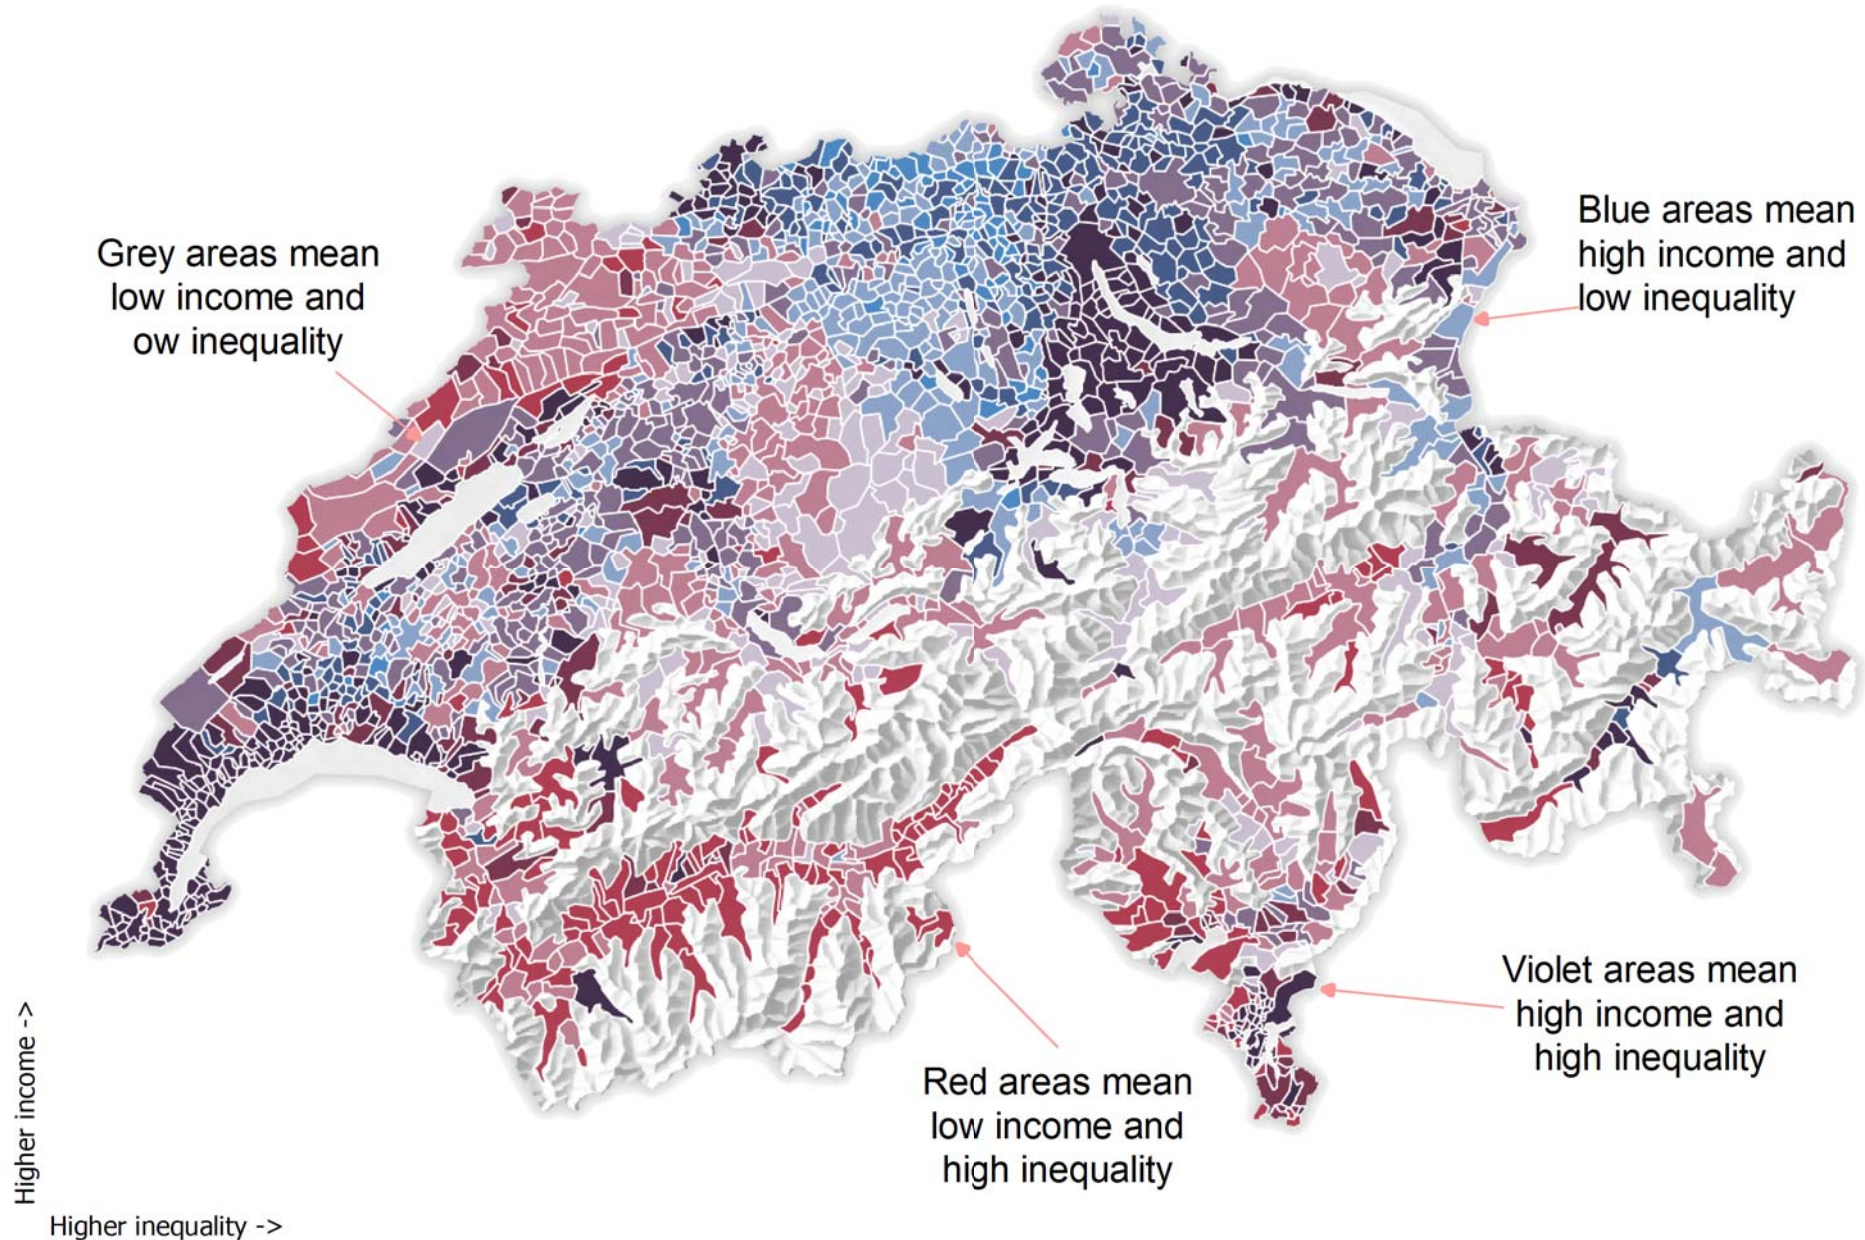 Grey areas mean
low income and
ow inequality
Blue areas mean
high income and
low inequality
Violet areas mean
high income and
high inequality
Red areas mean
low income and
high inequality
Higher income ->
Higher inequality ->